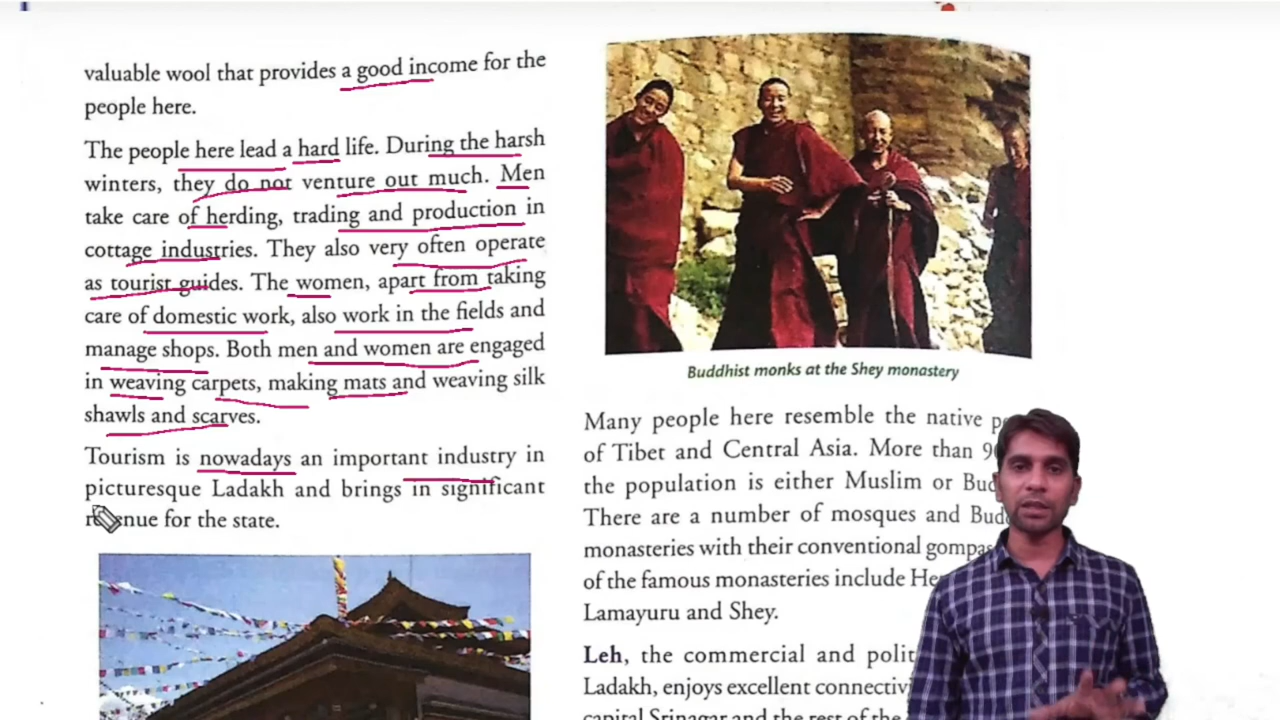 valuable wool that provides a good income for the
people here.
The people here lead a hard life. During the harsh
winters, they do not venture out much. Men
take care of herding, trading and production in
cottage industries. They also very often operate
as tourist guides. The women, apart from taking
care of domestic work, also work in the fields and
manage shops. Both men and women are engaged
in weaving carpets, making mats and weaving silk
shawls and scarves.
Tourism is nowadays an important industry in
picturesque Ladakh and brings in significant
for the state.
Buddhist monks at the Shey monastery
Many people here resemble the native
of Tibet and Central Asia. More than
the population is either Muslim or
There are a number of mosques and
monasteries with their conventional
of the famous monasteries include
Lamayuru and Shey.
Leh, the commercial and
Ladakh, enjoys excellent
capital Srinagar and the rest of the